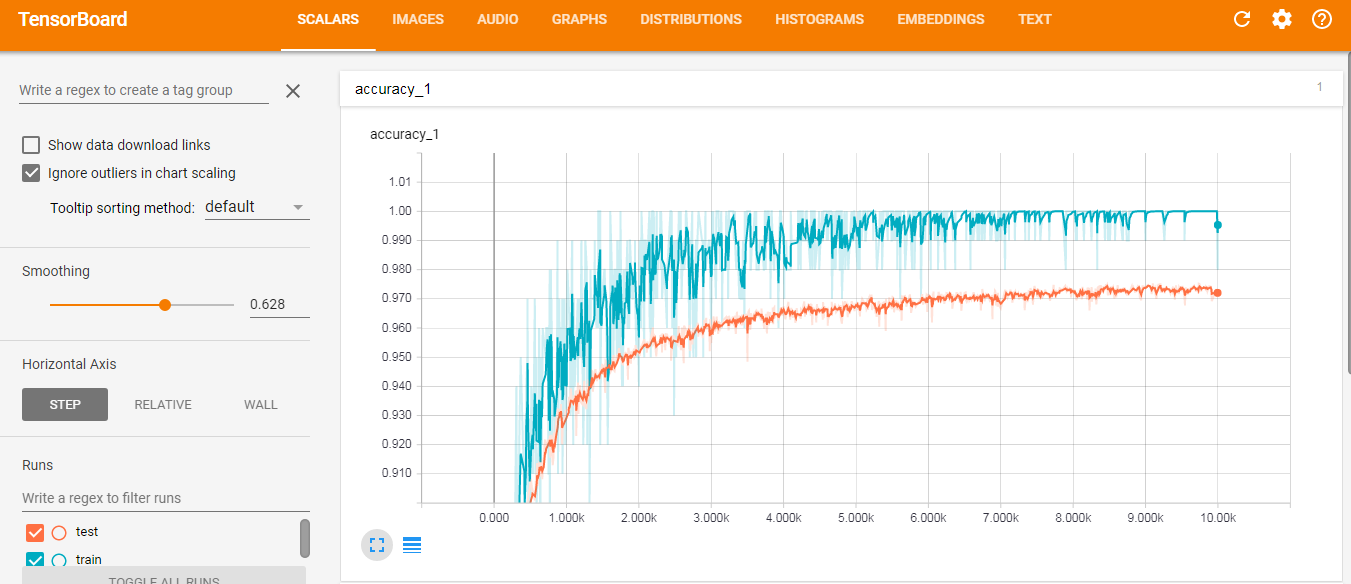 TensorBoard SCALARS IMAGES AUDIO GRAPHS DISTRIBUTIONS HISTOGRAMS EMBEDDINGS TEXT
Write a regex to create a tag group
Show data download links
Ignore outliers in chart scaling
Tooltip sorting method: default
Smoothing
0.628
Horizontal Axis
STEP RELATIVE WALL
Runs
Write a regex to filter runs
test
train
TOGGLE ALL RUNS
accuracy_1 1
accuracy_1
1.01
1.00
0.990
0.980
0.970
0.960
0.950
0.940
0.930
0.920
0.910
0.000 1.000k 2.000k 3.000k 4.000k 5.000k 6.000k 7.000k 8.000k 9.000k 10.00k